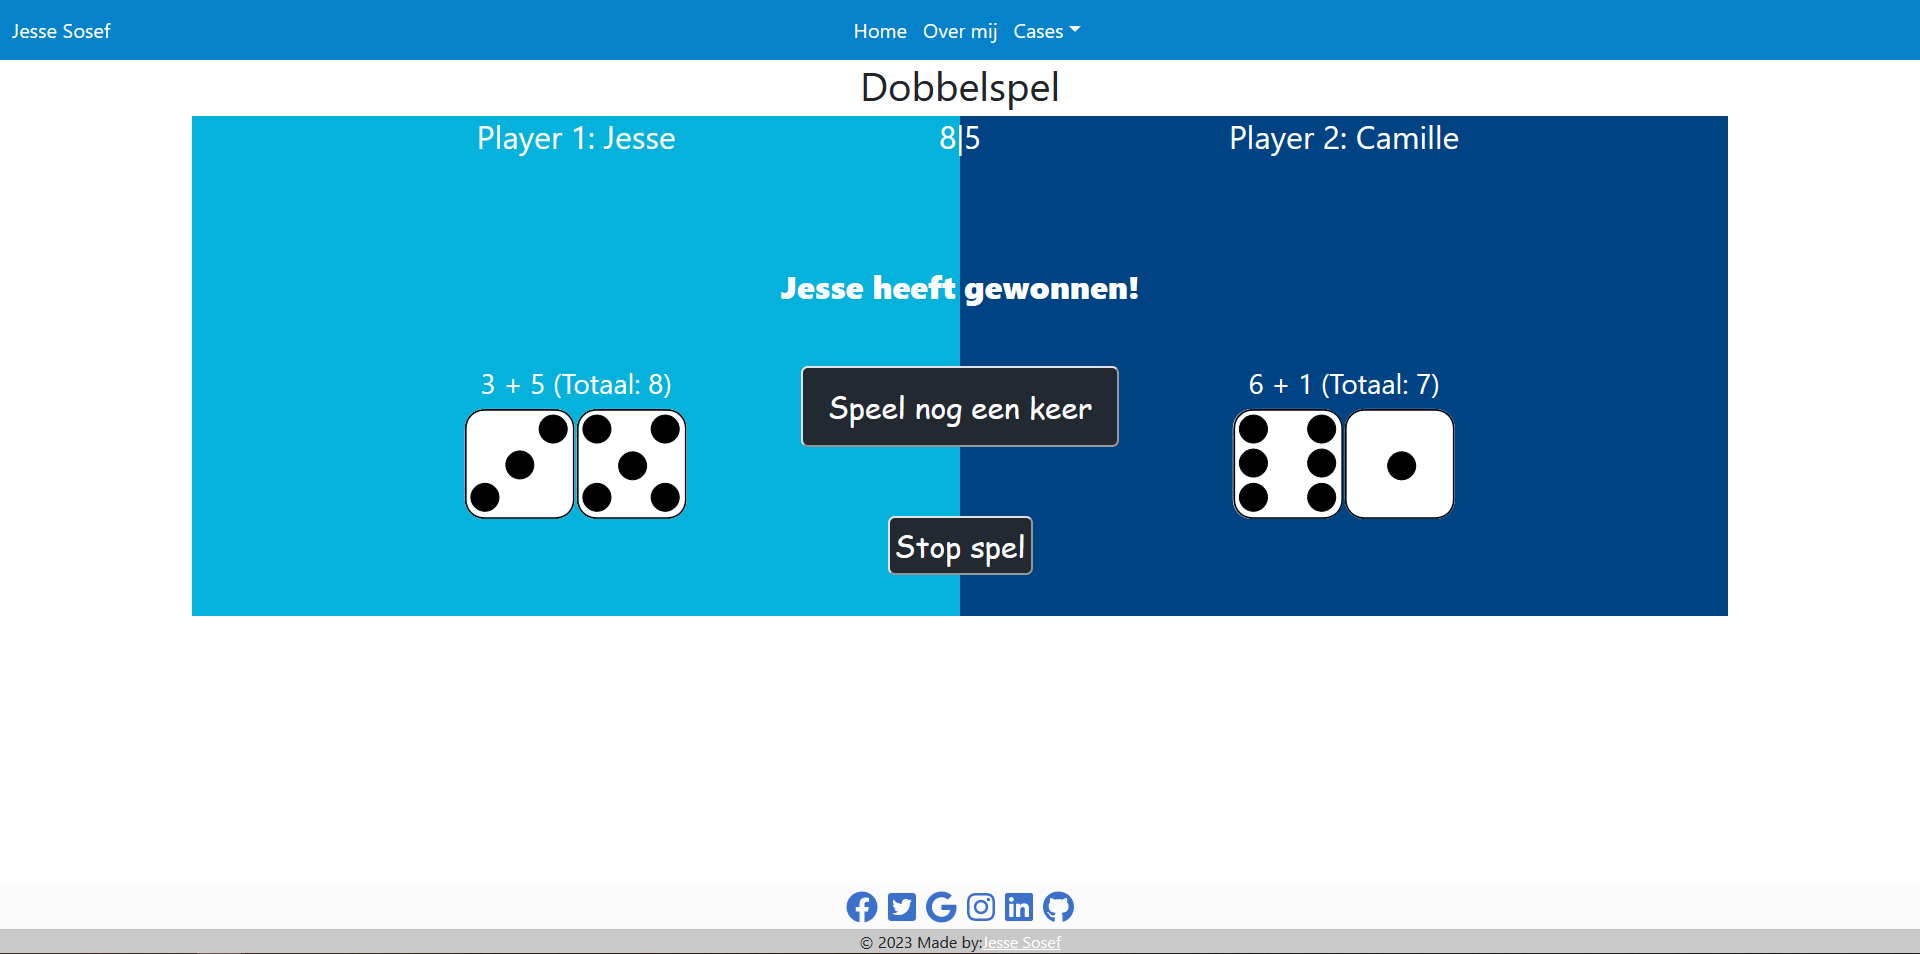 Jesse Sosef
Home Over mij Cases
Dobbelspel
Player 1: Jesse
8|5
Player 2: Camille
Jesse heeft gewonnen!
3 + 5 (Totaal: 8)
Speel nog een keer
6 + 1 (Totaal: 7)
Stop spel
© 2023 Made by:Jesse Sosef